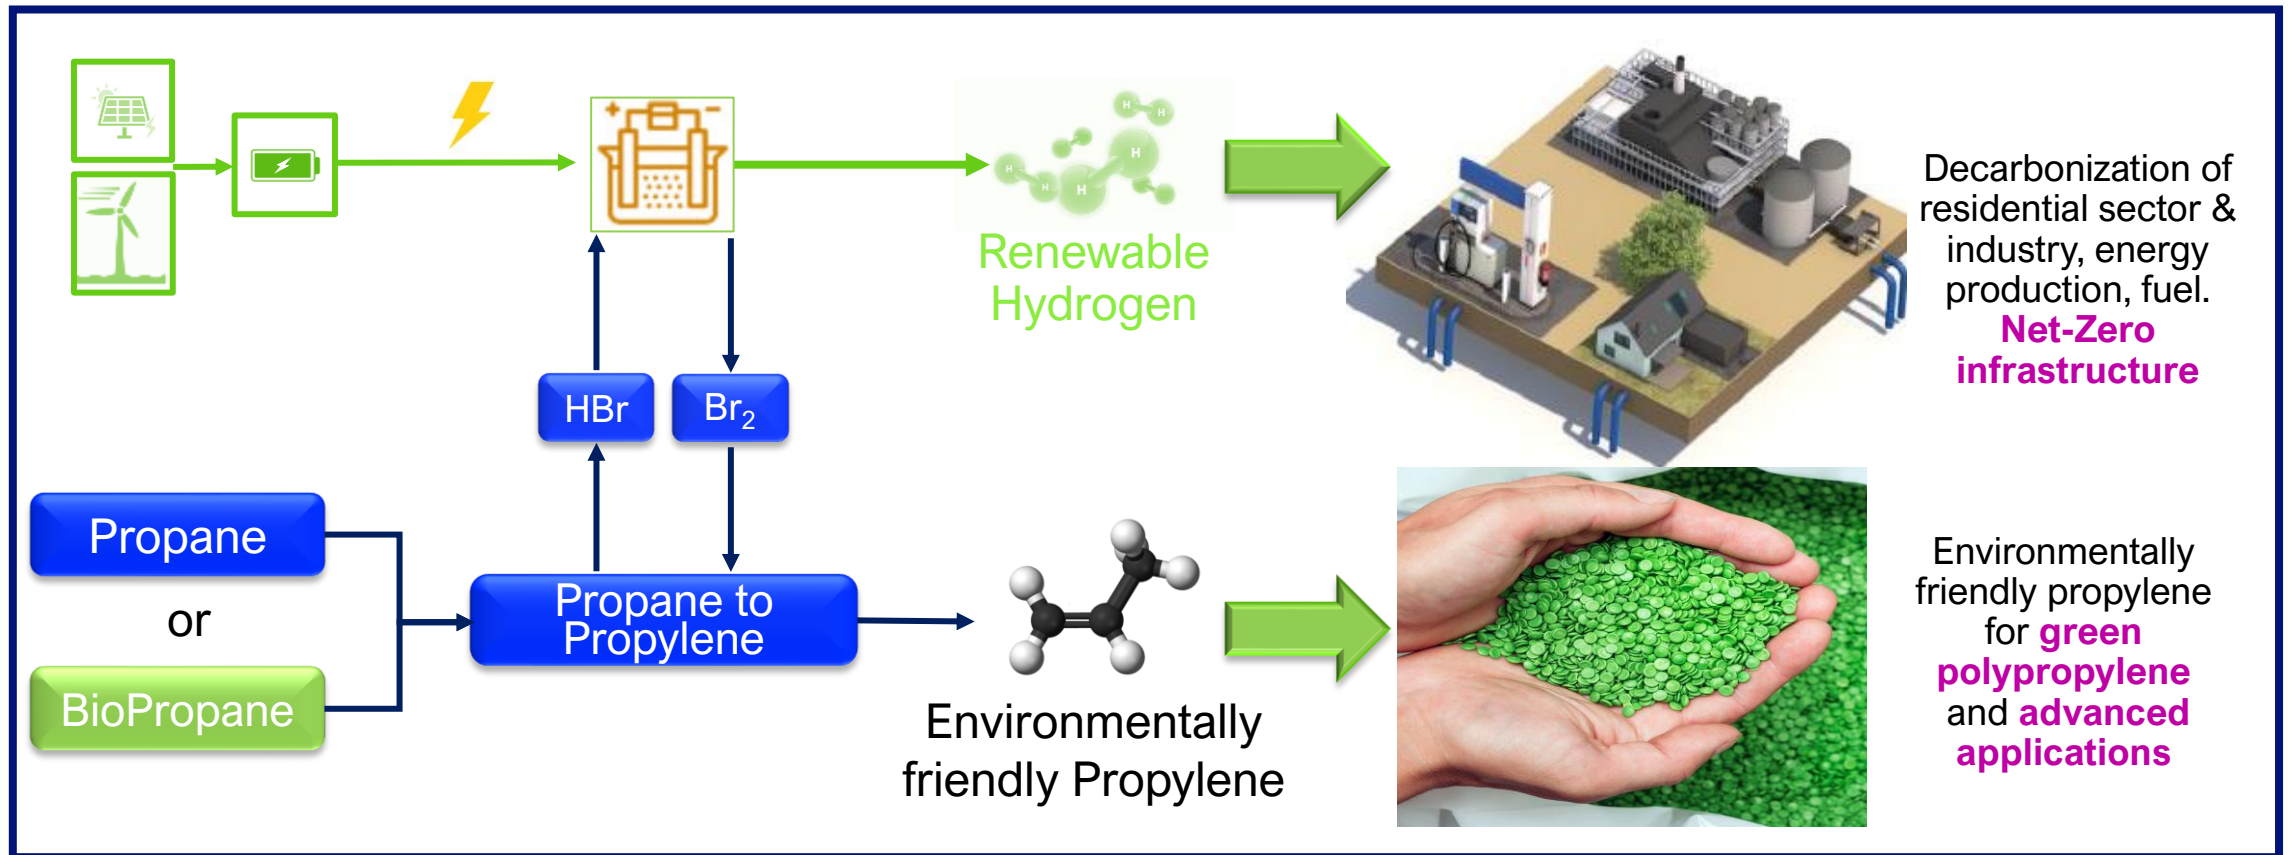 + −
H
H
H
H
H
H
Renewable
Hydrogen
Decarbonization of
residential sector &
industry, energy
production, fuel.
Net-Zero
infrastructure
HBr
Br₂
Propane
or
BioPropane
Propane to
Propylene
Environmentally
friendly Propylene
Environmentally
friendly propylene
for green
polypropylene
and advanced
applications